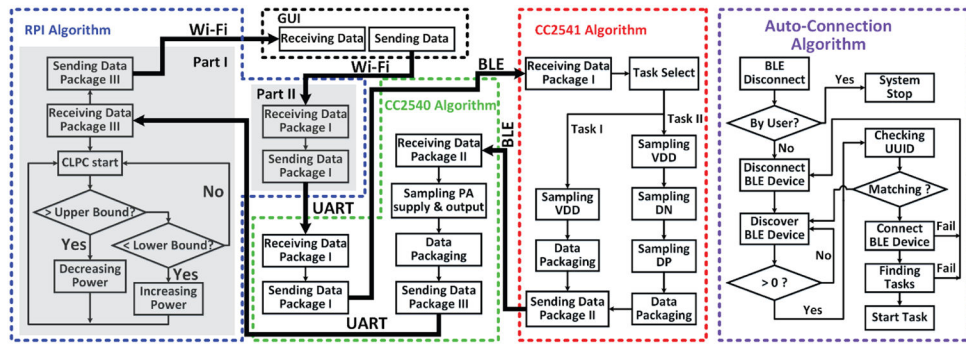 RPI Algorithm
Part I
Sending Data
Package III
Receiving Data
Package III
CLPC start
> Upper Bound?
Yes
Decreasing
Power
No
< Lower Bound?
Yes
Increasing
Power
Wi-Fi
GUI
Receiving Data
Sending Data
Wi-Fi
Part II
Receiving Data
Package I
Sending Data
Package I
UART
CC2540 Algorithm
Receiving Data
Package I
Sending Data
Package I
Receiving Data
Package II
Sampling PA
supply & output
Data
Packaging
Sending Data
Package III
UART
BLE
BLE
CC2541 Algorithm
Receiving Data
Package I
Task Select
Task I
Task II
Sampling
VDD
Data
Packaging
Sending Data
Package II
Sampling
VDD
Sampling
DN
Sampling
DP
Data
Packaging
Auto-Connection
Algorithm
BLE
Disconnect
Yes
System
Stop
By User?
No
Disconnect
BLE Device
Discover
BLE Device
No
> 0 ?
Yes
Checking
UUID
Matching ?
Connect
BLE Device
Fail
Finding
Tasks
Fail
Start Task